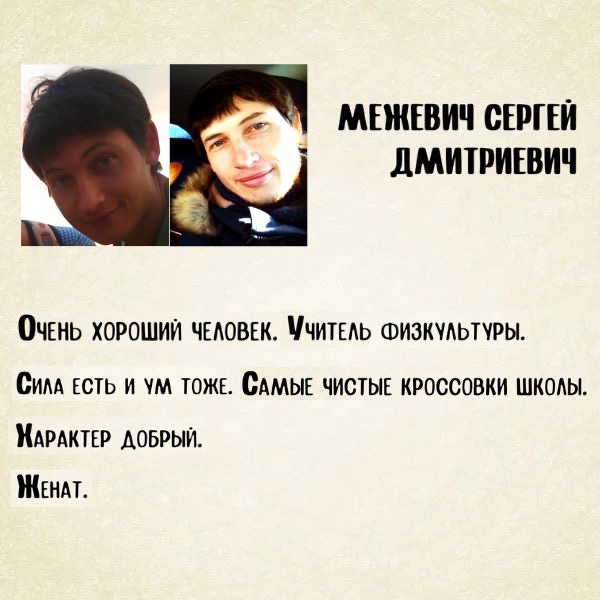 МЕЖЕВИЧ СЕРГЕЙ
ДМИТРИЕВИЧ
Очень хороший человек. Учитель физкультуры.
Сила есть и ум тоже. Самые чистые кроссовки школы.
Характер добрый.
Женат.